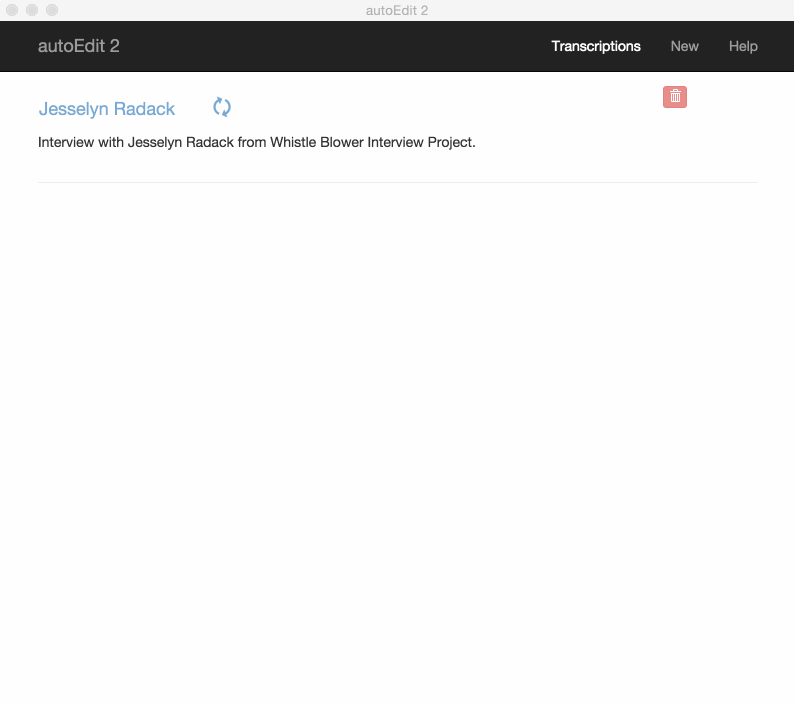 autoEdit 2
autoEdit 2 Transcriptions New Help
Jesselyn Radack
Interview with Jesselyn Radack from Whistle Blower Interview Project.